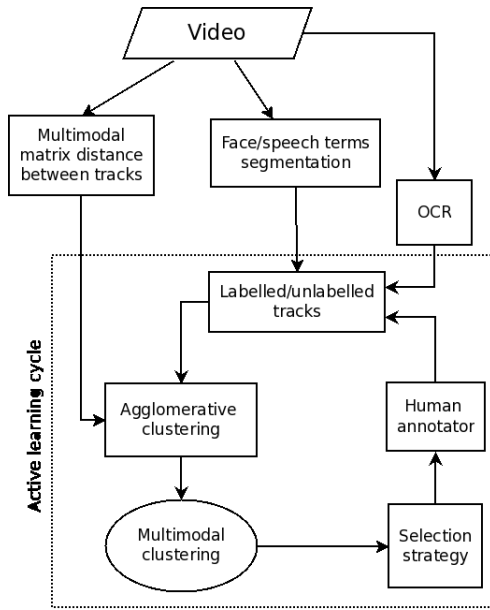 Video
Multimodal
matrix distance
between tracks
Face/speech terms
segmentation
OCR
Labelled/unlabelled
tracks
Active learning cycle
Agglomerative
clustering
Human
annotator
Multimodal
clustering
Selection
strategy